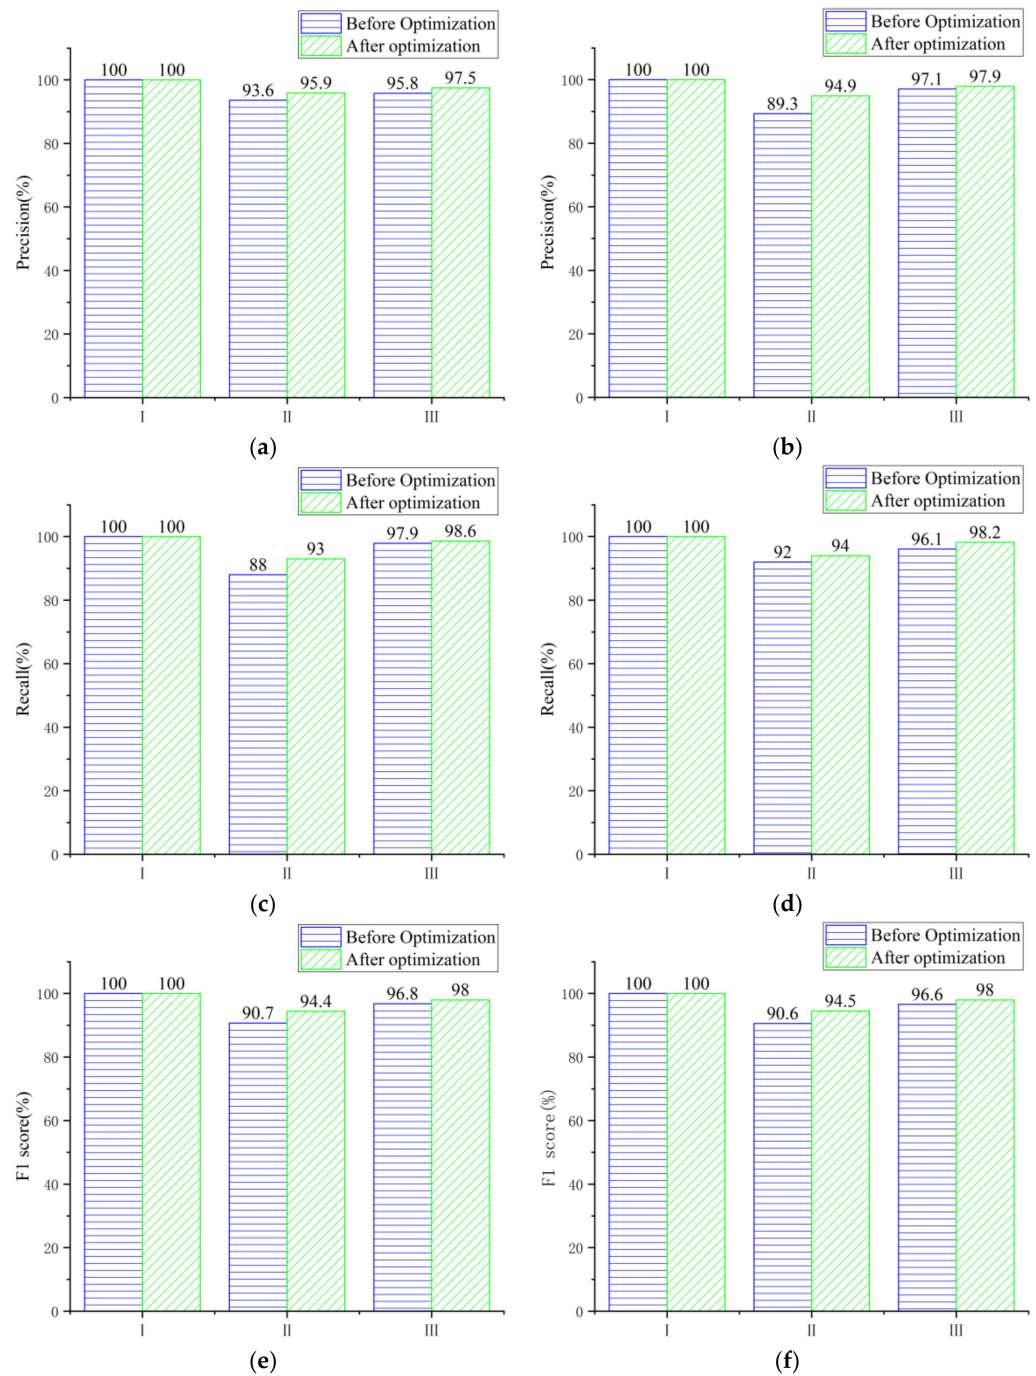 Before Optimization
After optimization
100 100 93.6 95.9 95.8 97.5
Precision(%)
100
80
60
40
20
0
I II III
(a)
Before Optimization
After optimization
100 100 89.3 94.9 97.1 97.9
Precision(%)
100
80
60
40
20
0
I II III
(b)
Before Optimization
After optimization
100 100 88 93 97.9 98.6
Recall(%)
100
80
60
40
20
0
I II III
(c)
Before Optimization
After optimization
100 100 92 94 96.1 98.2
Recall(%)
100
80
60
40
20
0
I II III
(d)
Before Optimization
After optimization
100 100 90.7 94.4 96.8 98
F1 score(%)
100
80
60
40
20
0
I II III
(e)
Before Optimization
After optimization
100 100 90.6 94.5 96.6 98
F1 score(%)
100
80
60
40
20
0
I II III
(f)